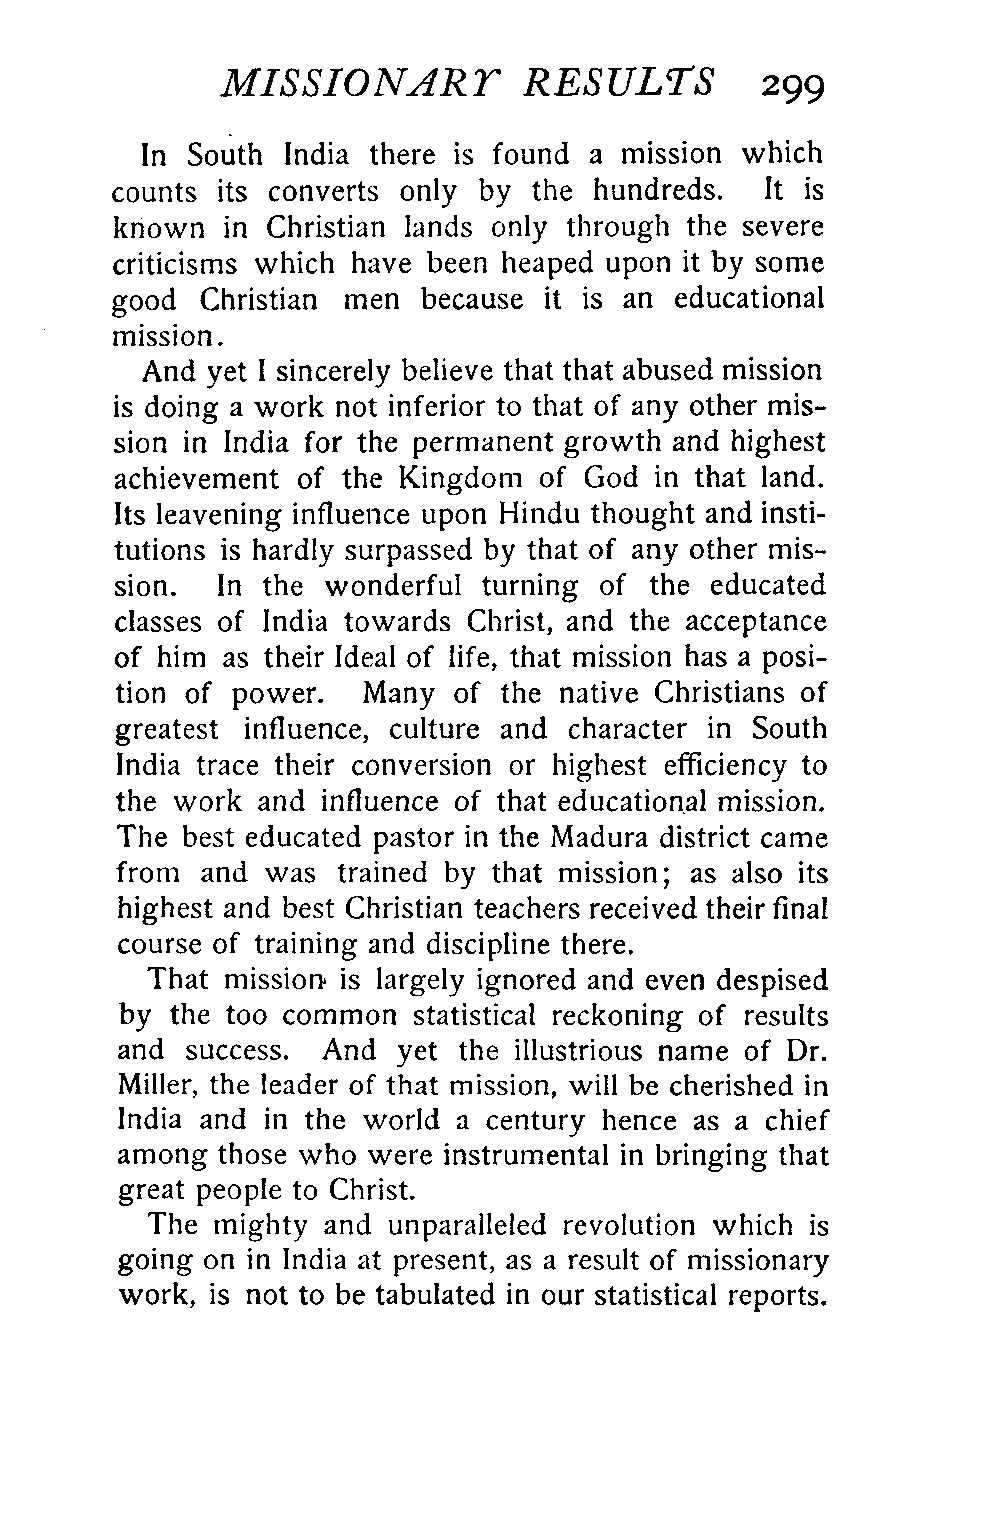 MISSIONARY RESULTS 299
In South India there is found a mission which
counts its converts only by the hundreds. It is
known in Christian lands only through the severe
criticisms which have been heaped upon it by some
good Christian men because it is an educational
mission.
And yet I sincerely believe that that abused mission
is doing a work not inferior to that of any other mis-
sion in India for the permanent growth and highest
achievement of the Kingdom of God in that land.
Its leavening influence upon Hindu thought and insti-
tutions is hardly surpassed by that of any other mis-
sion. In the wonderful turning of the educated
classes of India towards Christ, and the acceptance
of him as their Ideal of life, that mission has a posi-
tion of power. Many of the native Christians of
greatest influence, culture and character in South
India trace their conversion or highest efficiency to
the work and influence of that educational mission.
The best educated pastor in the Madura district came
from and was trained by that mission; as also its
highest and best Christian teachers received their final
course of training and discipline there.
That mission is largely ignored and even despised
by the too common statistical reckoning of results
and success. And yet the illustrious name of Dr.
Miller, the leader of that mission, will be cherished in
India and in the world a century hence as a chief
among those who were instrumental in bringing that
great people to Christ.
The mighty and unparalleled revolution which is
going on in India at present, as a result of missionary
work, is not to be tabulated in our statistical reports.